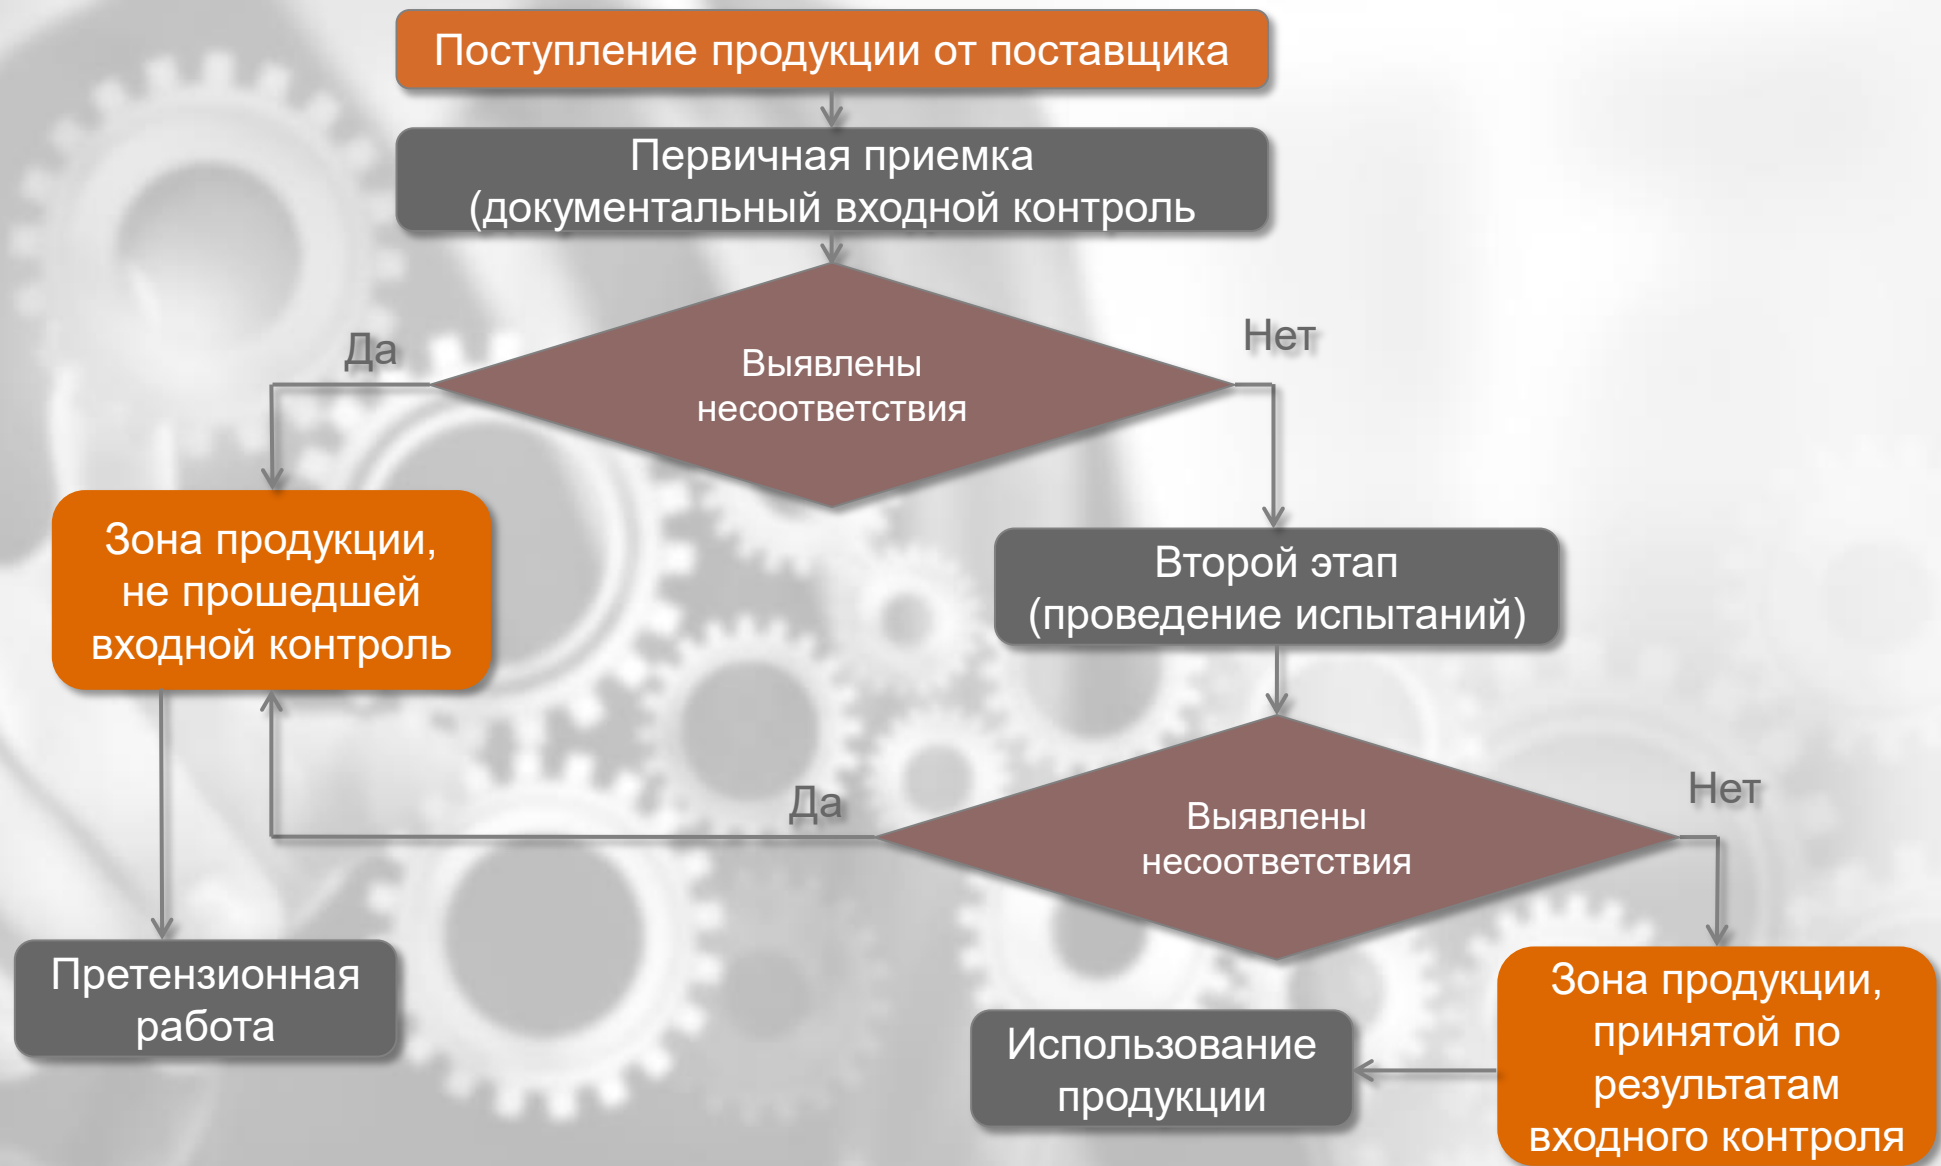 Поступление продукции от поставщика
Первичная приемка
(документальный входной контроль
Да
Нет
Выявлены
несоответствия
Зона продукции,
не прошедшей
входной контроль
Второй этап
(проведение испытаний)
Да
Нет
Выявлены
несоответствия
Претензионная
работа
Использование
продукции
Зона продукции,
принятой по
результатам
входного контроля